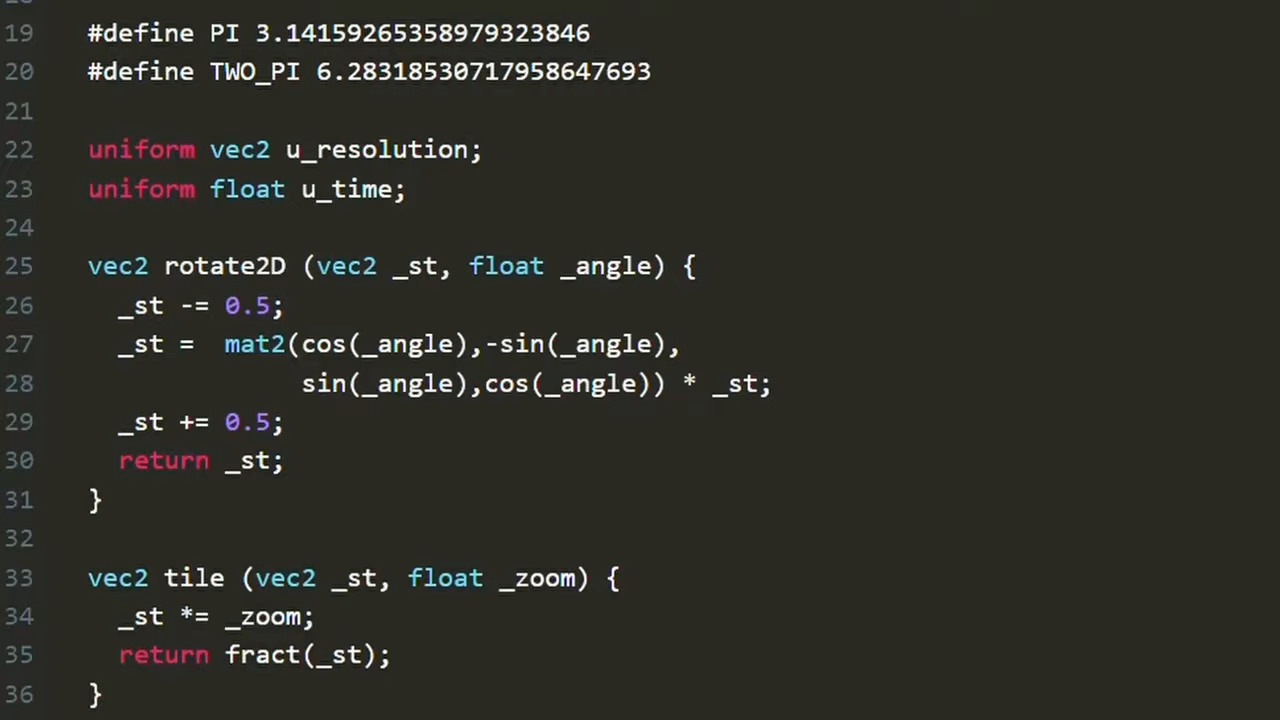 19 #define PI 3.14159265358979323846
20 #define TWO_PI 6.28318530717958647693
21
22 uniform vec2 u_resolution;
23 uniform float u_time;
24
25 vec2 rotate2D (vec2 _st, float _angle) {
26   _st -= 0.5;
27   _st =  mat2(cos(_angle),-sin(_angle),
28               sin(_angle),cos(_angle)) * _st;
29   _st += 0.5;
30   return _st;
31 }
32
33 vec2 tile (vec2 _st, float _zoom) {
34   _st *= _zoom;
35   return fract(_st);
36 }